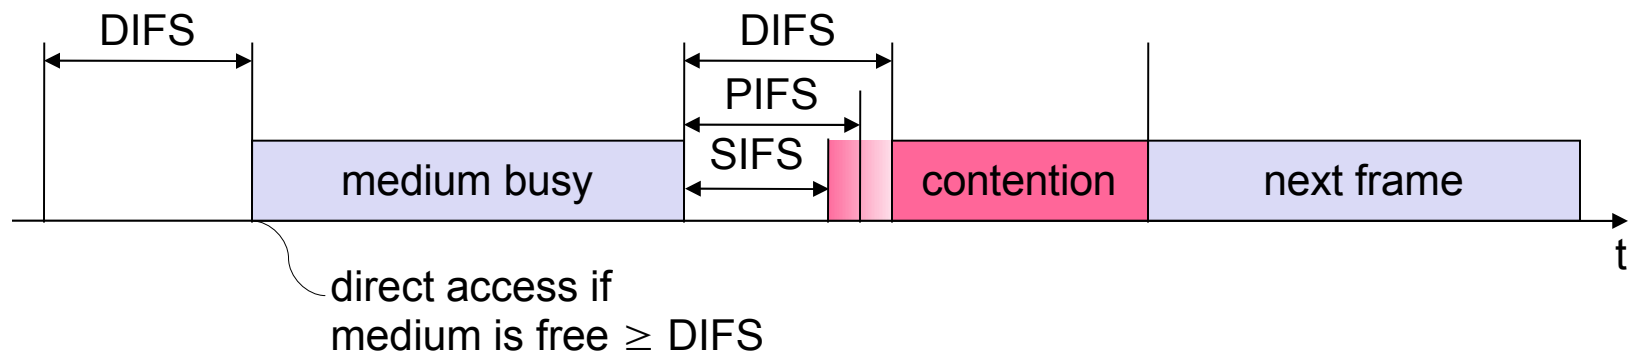 DIFS
DIFS
PIFS
SIFS
medium busy
contention
next frame
t
direct access if
medium is free ≥ DIFS